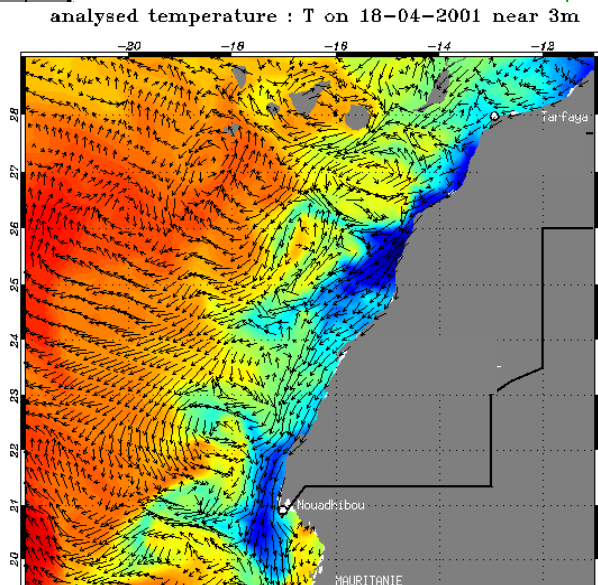 analysed temperature : T on 18-04-2001 near 3m
-20 -18 -16 -14 -12
28
Tarfaya
27
26
25
24
23
22
21
Nouadhibou
20
MAURITANIE